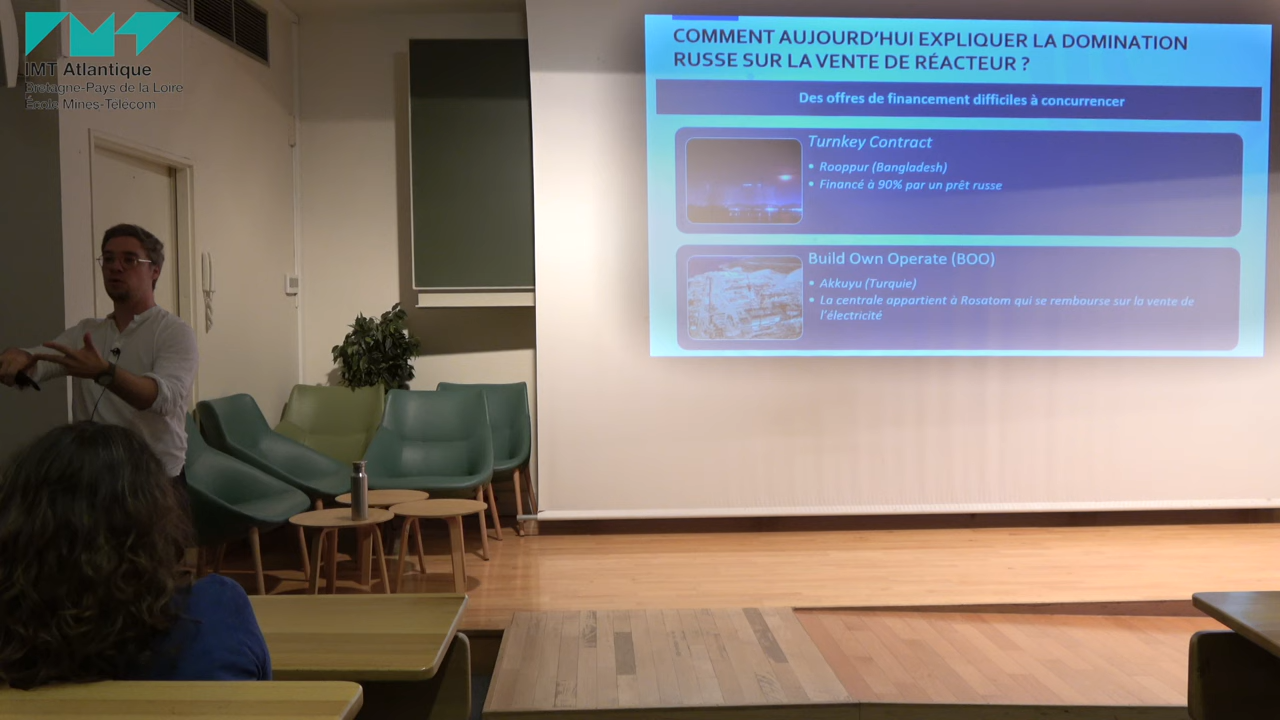 IMT Atlantique
Bretagne-Pays de la Loire
École Mines-Télécom
COMMENT AUJOURD'HUI EXPLIQUER LA DOMINATION
RUSSE SUR LA VENTE DE RÉACTEUR ?
Des offres de financement difficiles à concurrencer
Turnkey Contract
• Rooppur (Bangladesh)
• Financé à 90% par un prêt russe
Build Own Operate (BOO)
• Akkuyu (Turquie)
• La centrale appartient à Rosatom qui se rembourse sur la vente de
l'électricité